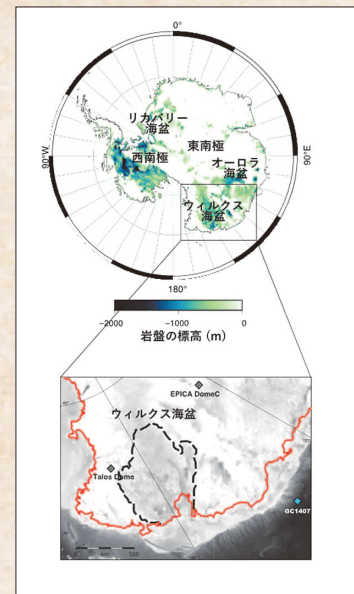 0°
リカバリー
海盆
東南極
西南極
オーロラ
海盆
90°W
90°E
ウィルクス
海盆
180°
−2000
−1000
0
岩盤の標高（m）
EPICA DomeC
ウィルクス海盆
Talos Dome
GC1407